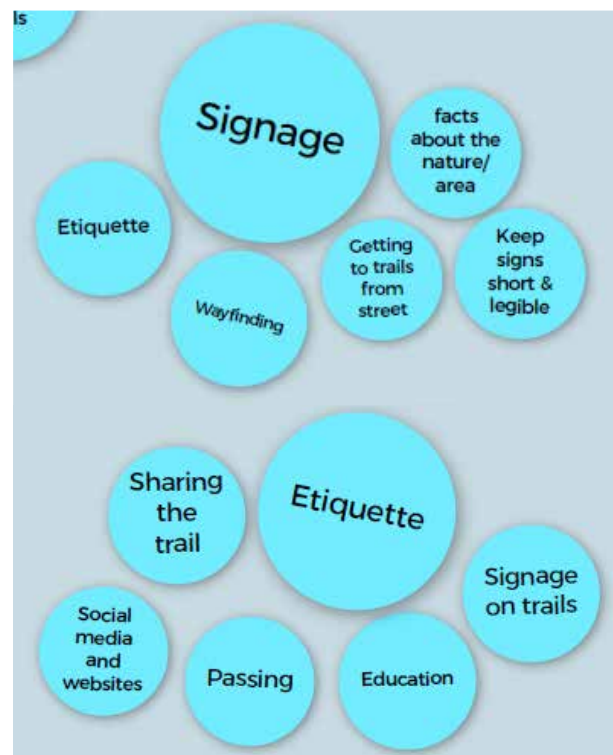 ls
Signage
facts
about the
nature/
area
Etiquette
Getting
to trails
from
street
Keep
signs
short &
legible
Wayfinding
Sharing
the
trail
Etiquette
Signage
on trails
Social
media
and
websites
Passing
Education